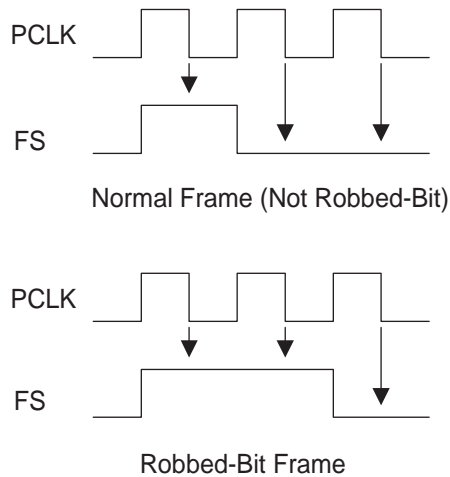 PCLK
FS
Normal Frame (Not Robbed-Bit)
PCLK
FS
Robbed-Bit Frame